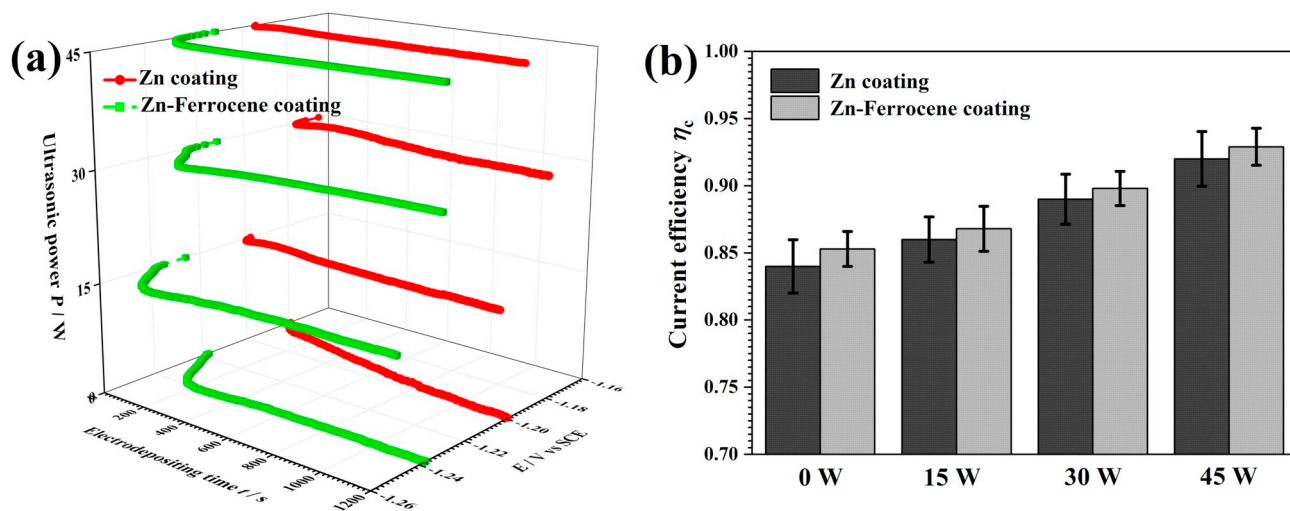 (a)
45
30
15
0
Ultrasonic power P / W
Zn coating
Zn-Ferrocene coating
0
200
400
600
800
1000
1200
Electrodepositing time t / s
-1.16
-1.18
-1.20
-1.22
-1.24
-1.26
E / V vs SCE
(b)
1.00
0.95
0.90
0.85
0.80
0.75
0.70
Current efficiency ηc
Zn coating
Zn-Ferrocene coating
0 W 15 W 30 W 45 W